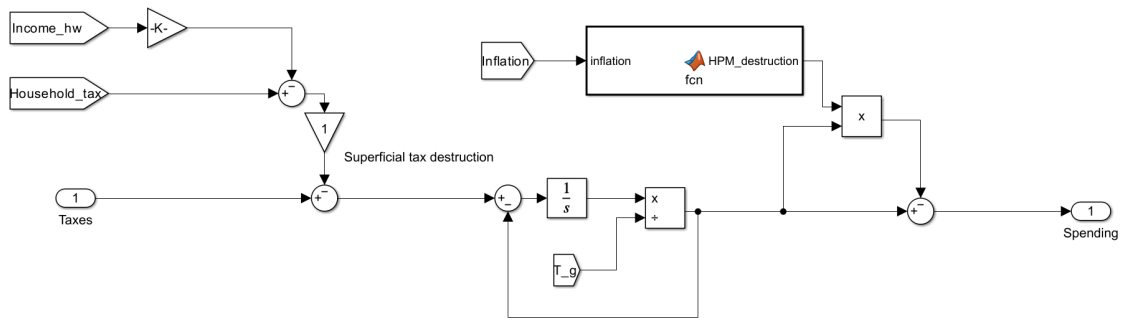 Income_hw
-K-
Household_tax
1
Superficial tax destruction
Inflation
inflation
HPM_destruction
fcn
x
1
Taxes
1
s
x
÷
T_g
1
Spending